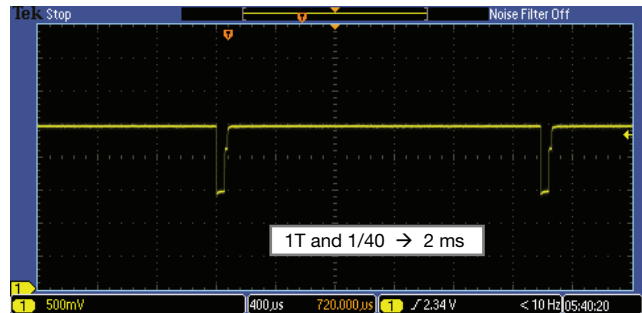 Tek Stop
Noise Filter Off
T
T
1T and 1/40 → 2 ms
1
1 500mV
400µs 720.000µs
1 2.34 V
< 10 Hz
05:40:20